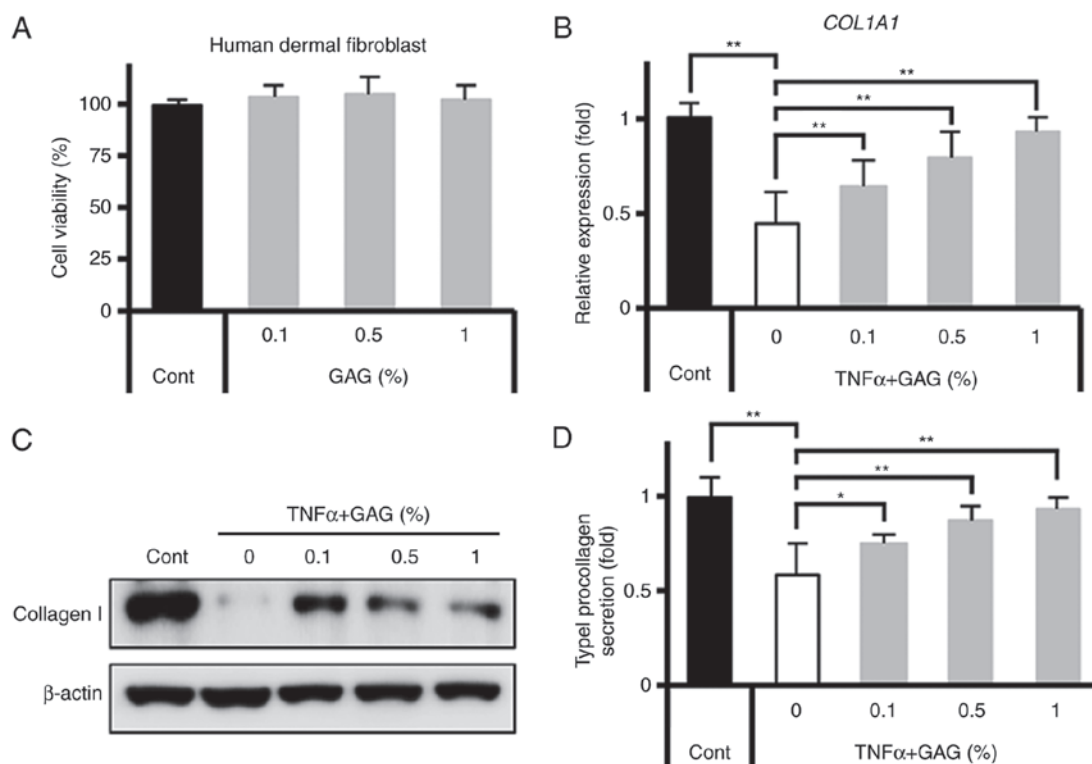 A
Human dermal fibroblast
Cell viability (%)
100
75
50
25
0
0.1 0.5 1
Cont GAG (%)
B
COL1A1
Relative expression (fold)
** ** ** **
1
0.5
0
0 0.1 0.5 1
Cont TNFα+GAG (%)
C
TNFα+GAG (%)
Cont 0 0.1 0.5 1
Collagen I
β-actin
D
TypeI procollagen
secretion (fold)
** ** ** *
1
0.5
0
0 0.1 0.5 1
Cont TNFα+GAG (%)